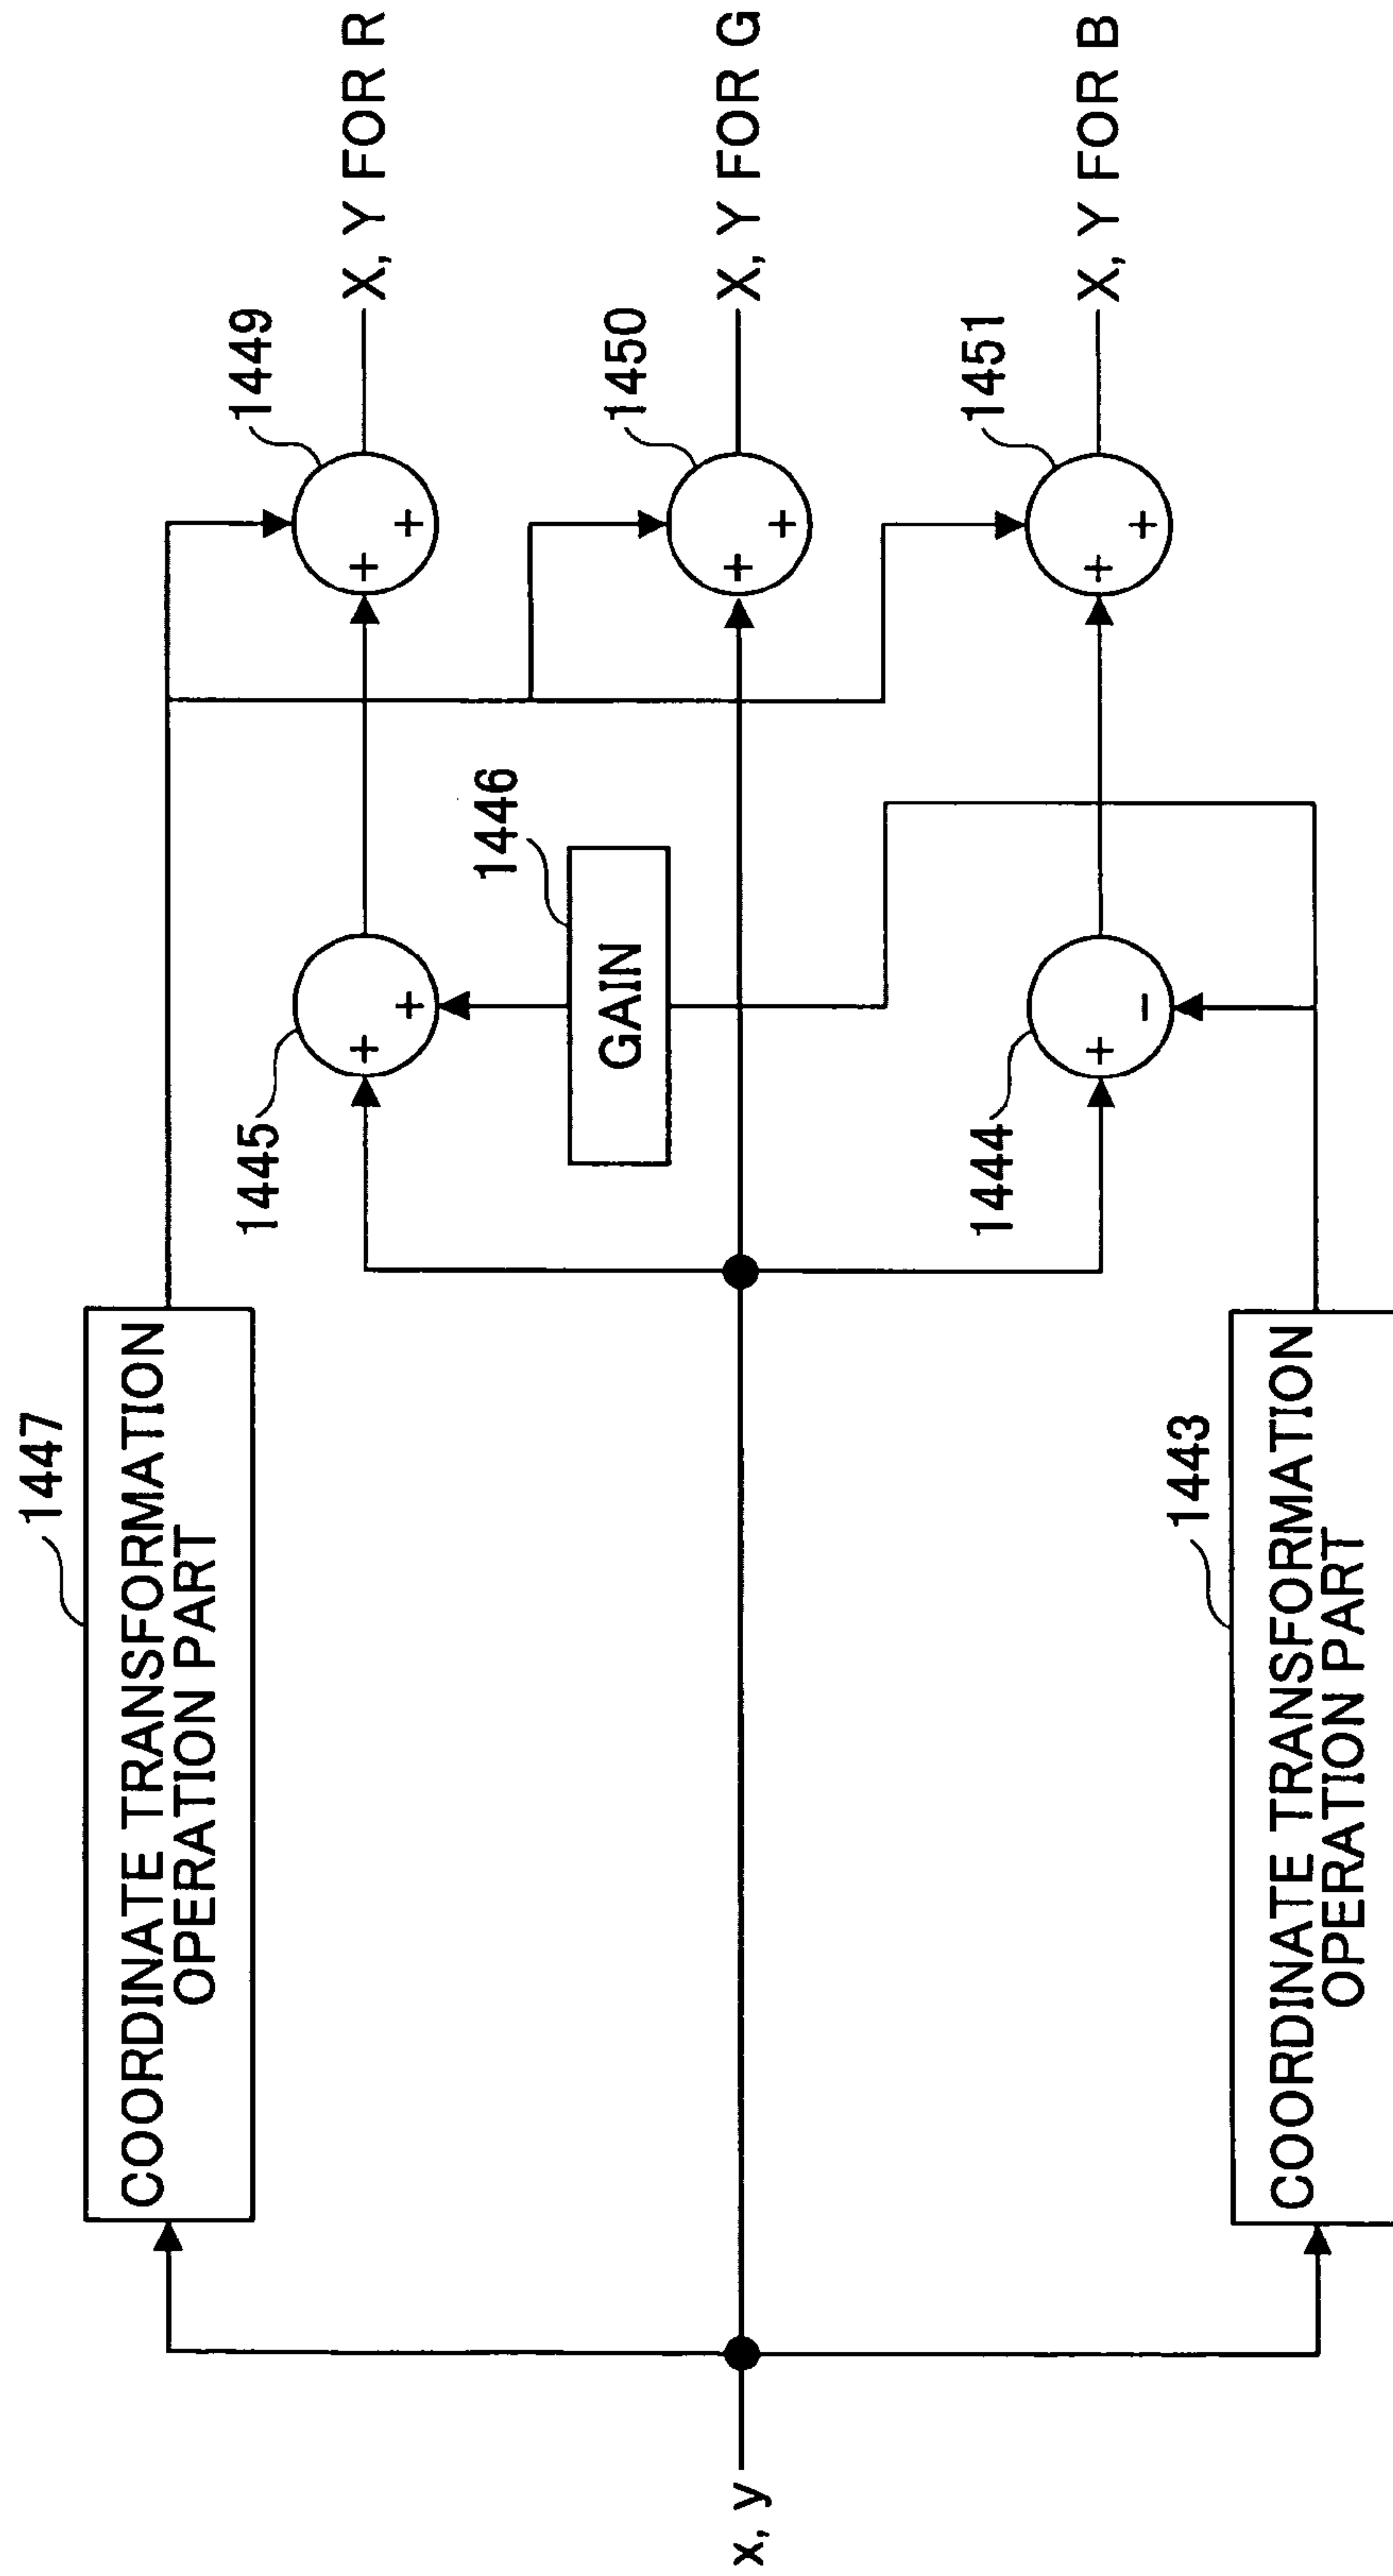 1447
COORDINATE TRANSFORMATION
OPERATION PART
1449
+
+
X, Y FOR R
1445
+
+
1446
GAIN
x, y
1450
+
+
X, Y FOR G
1444
+
−
1451
+
+
X, Y FOR B
1443
COORDINATE TRANSFORMATION
OPERATION PART